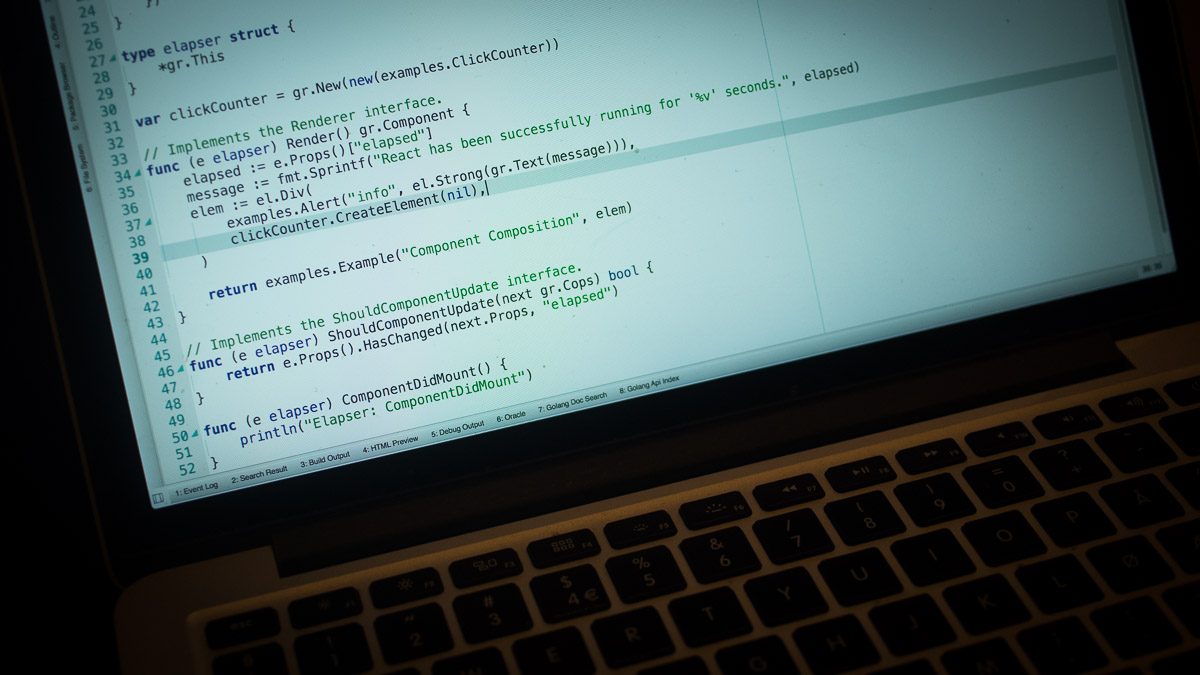 4: Outline
5: Package Browser
6: File System
24 })
25 }
26
27 type elapser struct {
28 *gr.This
29 }
30
31 var clickCounter = gr.New(new(examples.ClickCounter))
32
33 // Implements the Renderer interface.
34 func (e elapser) Render() gr.Component {
35 elapsed := e.Props()["elapsed"]
36 message := fmt.Sprintf("React has been successfully running for '%v' seconds.", elapsed)
37 elem := el.Div(
38 examples.Alert("info", el.Strong(gr.Text(message))),
39 clickCounter.CreateElement(nil),
40 )
41
42 return examples.Example("Component Composition", elem)
43 }
44
45 // Implements the ShouldComponentUpdate interface.
46 func (e elapser) ShouldComponentUpdate(next gr.Cops) bool {
47 return e.Props().HasChanged(next.Props, "elapsed")
48 }
49
50 func (e elapser) ComponentDidMount() {
51 println("Elapser: ComponentDidMount")
52 }
1: Event Log 2: Search Result 3: Build Output 4: HTML Preview 5: Debug Output 6: Oracle 7: Golang Doc Search 8: Golang Api Index
esc F1 F2 F3 F4 F5 F6 F7 F8 F9 F10
! " 2 # 3 $ 4 € % 5 & 6 / 7 ( 8 ) 9 = 0 ? +
E R T Y U I O P Å
G H J K L Ø
M